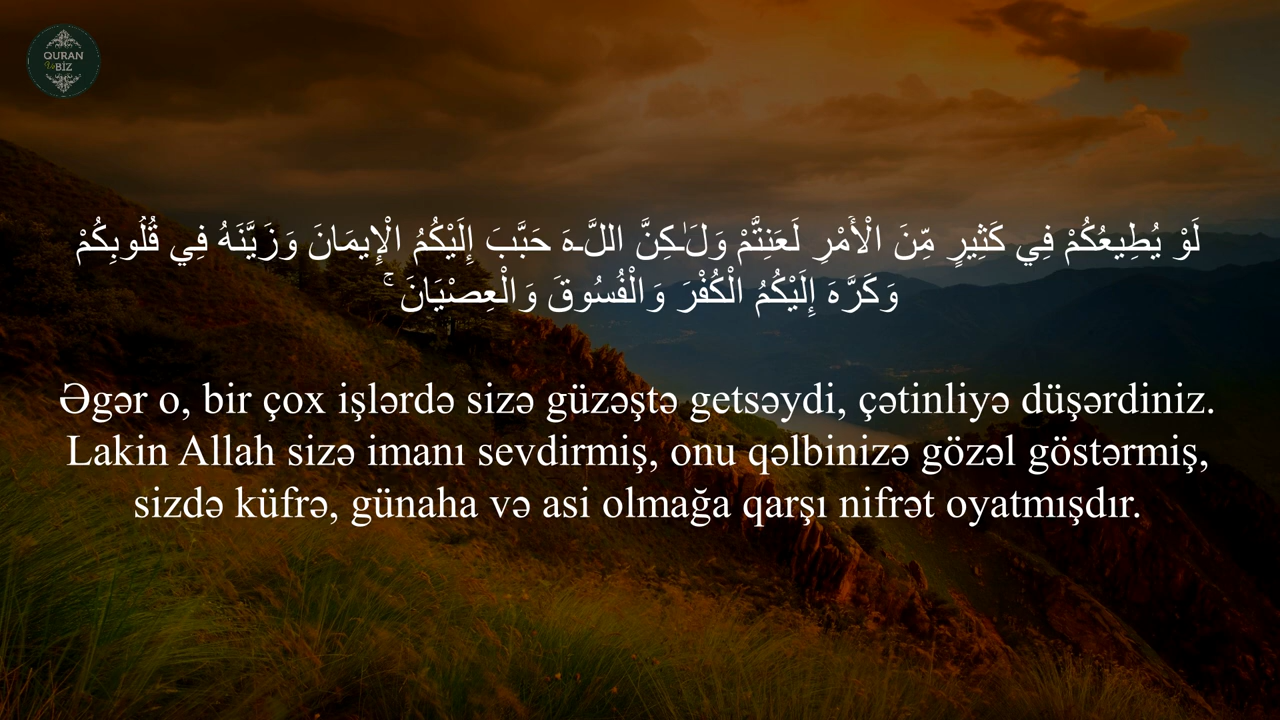 QURAN
Və BİZ
لَوْ يُطِيعُكُمْ فِي كَثِيرٍ مِّنَ الْأَمْرِ لَعَنِتُّمْ وَلَـٰكِنَّ اللَّـهَ حَبَّبَ إِلَيْكُمُ الْإِيمَانَ وَزَيَّنَهُ فِي قُلُوبِكُمْ
وَكَرَّهَ إِلَيْكُمُ الْكُفْرَ وَالْفُسُوقَ وَالْعِصْيَانَ ۚ
Əgər o, bir çox işlərdə sizə güzəştə getsəydi, çətinliyə düşərdiniz.
Lakin Allah sizə imanı sevdirmiş, onu qəlbinizə gözəl göstərmiş,
sizdə küfrə, günaha və asi olmağa qarşı nifrət oyatmışdır.